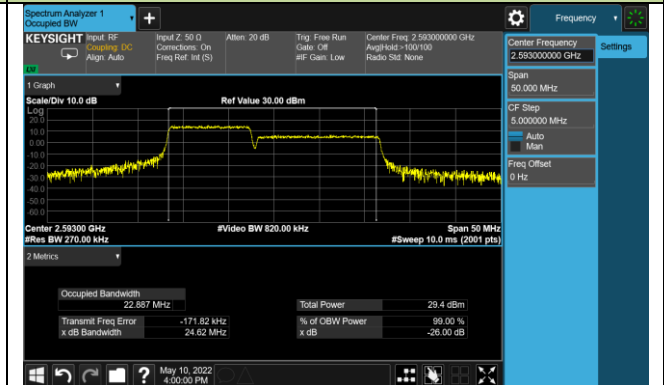 Spectrum Analyzer 1
Occupied BW
+
Frequency
KEYSIGHT
Input: RF
Coupling: DC
Align: Auto
Input Z: 50 Ω
Corrections: On
Freq Ref: Int (S)
Atten: 20 dB
Trig: Free Run
Gate: Off
#IF Gain: Low
Center Freq: 2.593000000 GHz
Avg|Hold:>100/100
Radio Std: None
1 Graph
Scale/Div 10.0 dB
Ref Value 30.00 dBm
Log
20.0
10.0
0.00
-10.0
-20.0
-30.0
-40.0
-50.0
-60.0
Center 2.59300 GHz
#Video BW 820.00 kHz
Span 50 MHz
#Res BW 270.00 kHz
#Sweep 10.0 ms (2001 pts)
2 Metrics
Occupied Bandwidth
22.887 MHz
Total Power 29.4 dBm
Transmit Freq Error -171.82 kHz
% of OBW Power 99.00 %
x dB Bandwidth 24.62 MHz
x dB -26.00 dB
?
May 10, 2022
4:00:00 PM
Center Frequency
2.593000000 GHz
Settings
Span
50.000 MHz
CF Step
5.000000 MHz
Auto
Man
Freq Offset
0 Hz